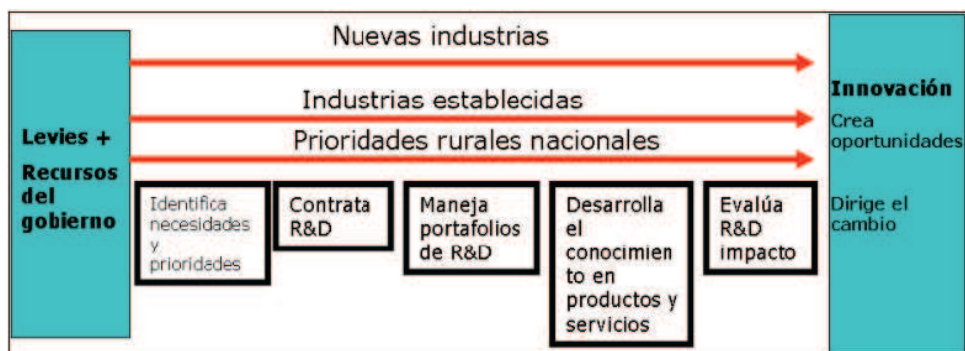 Nuevas industrias
Industrias establecidas
Prioridades rurales nacionales
Levies +
Recursos
del
gobierno
Identifica
necesidades
y
prioridades
Contrata
R&D
Maneja
portafolios
de R&D
Desarrolla
el
conocimien
to en
productos y
servicios
Evalúa
R&D
impacto
Innovación
Crea
oportunidades
Dirige el
cambio